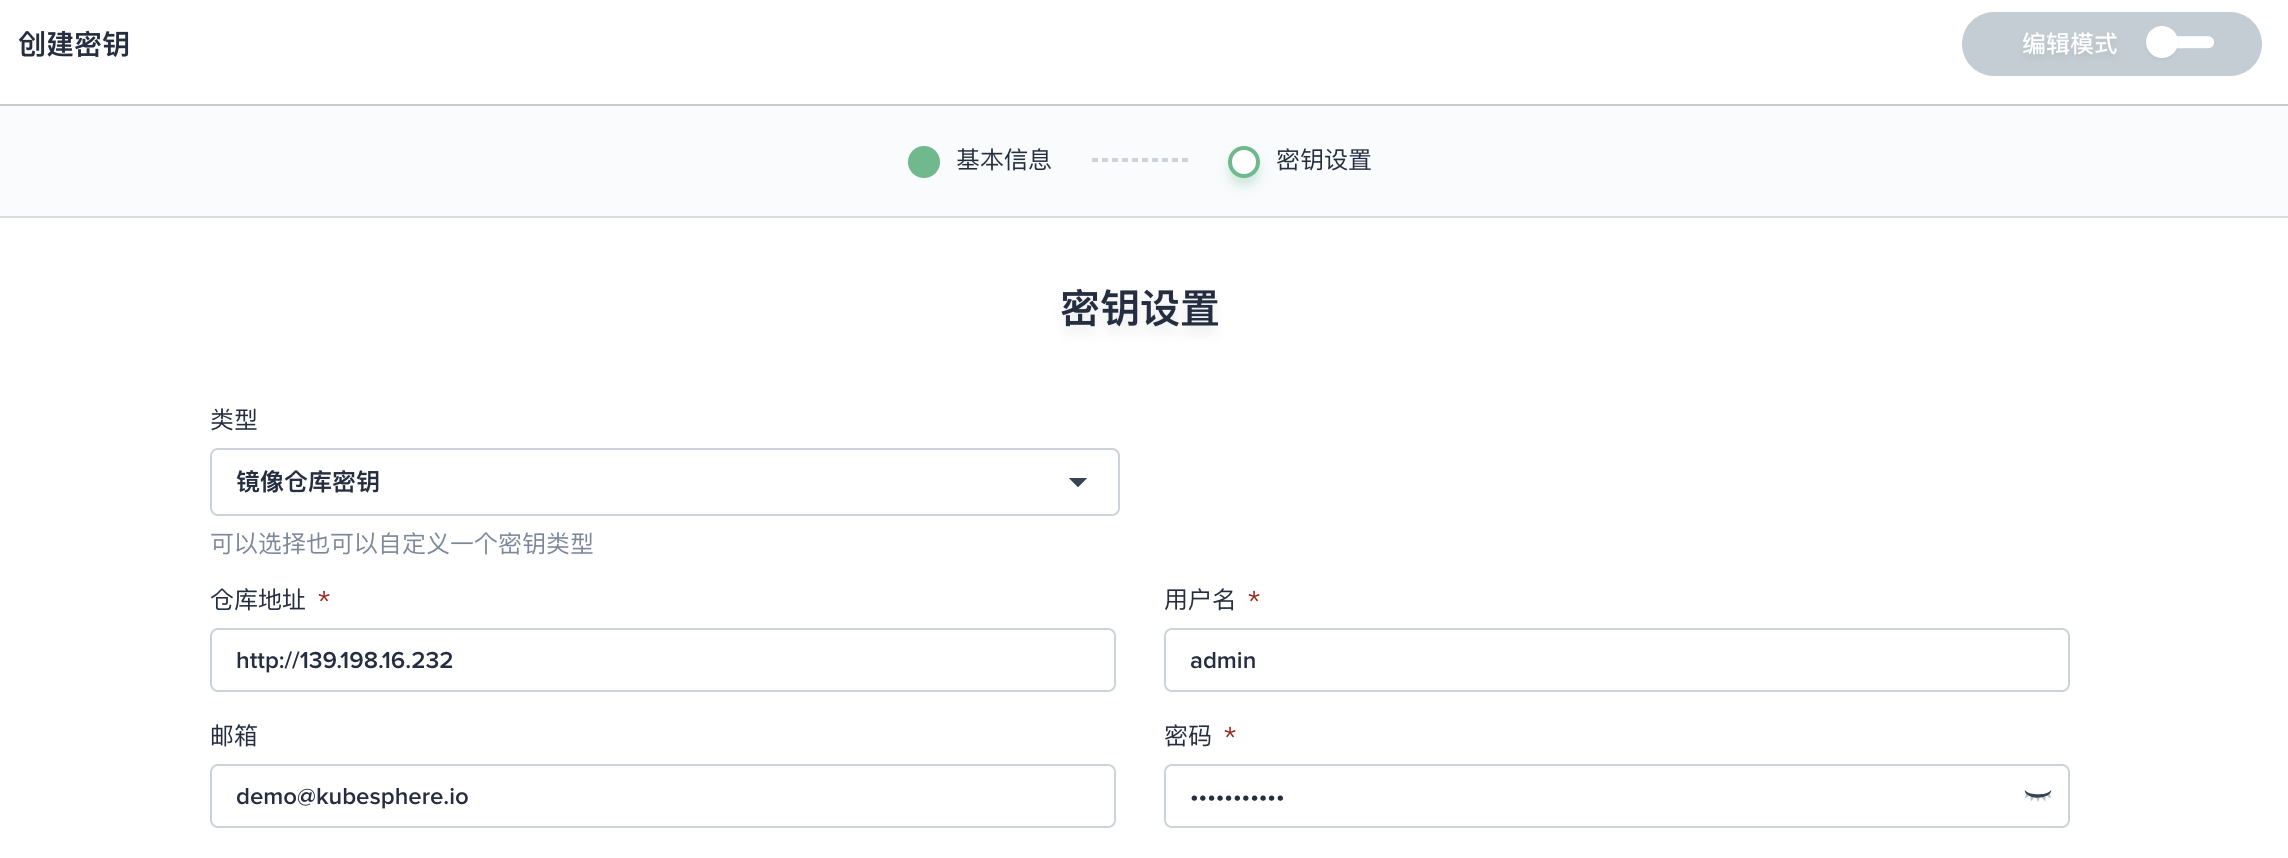 创建密钥
编辑模式
基本信息
密钥设置
密钥设置
类型
镜像仓库密钥
可以选择也可以自定义一个密钥类型
仓库地址 *
用户名 *
http://139.198.16.232
admin
邮箱
密码 *
demo@kubesphere.io
•••••••••••